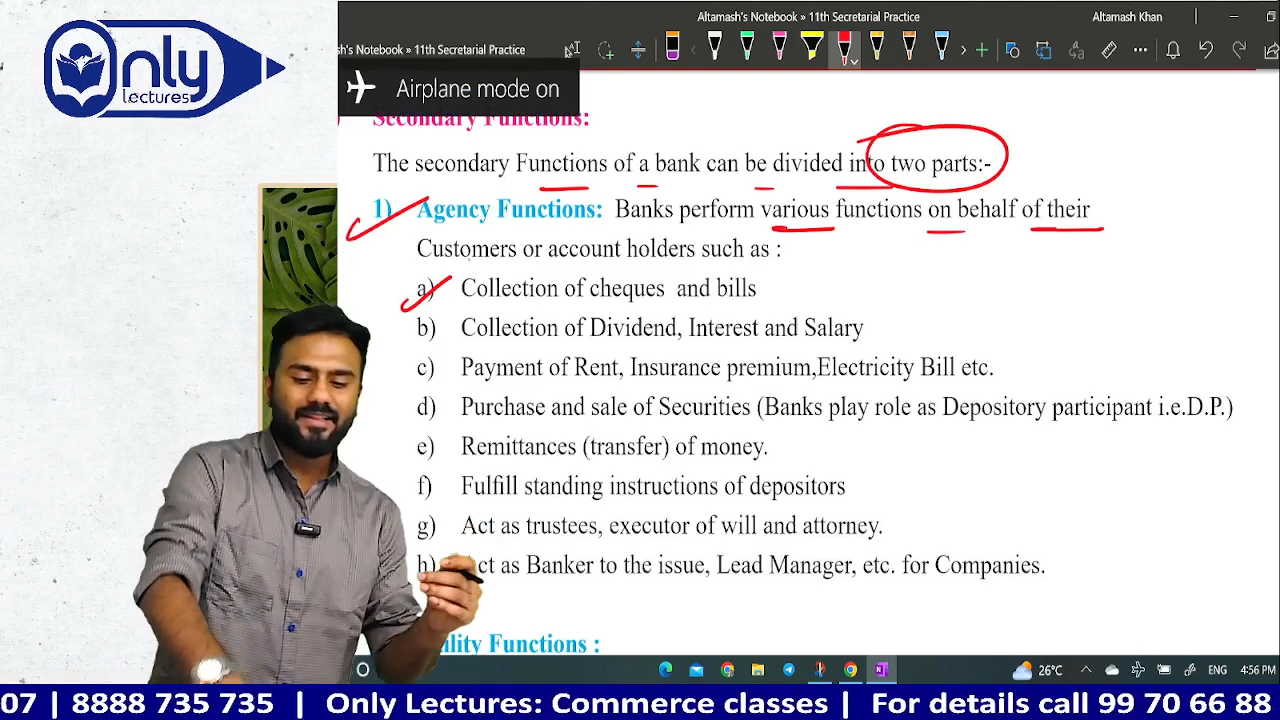 Only
lectures
Altamash's Notebook » 11th Secretarial Practice
Altamash Khan
's Notebook » 11th Secretarial Practice
Airplane mode on
Secondary Functions:
The secondary Functions of a bank can be divided into two parts:-
1) Agency Functions: Banks perform various functions on behalf of their
Customers or account holders such as :
a) Collection of cheques and bills
b) Collection of Dividend, Interest and Salary
c) Payment of Rent, Insurance premium,Electricity Bill etc.
d) Purchase and sale of Securities (Banks play role as Depository participant i.e.D.P.)
e) Remittances (transfer) of money.
f) Fulfill standing instructions of depositors
g) Act as trustees, executor of will and attorney.
h) Act as Banker to the issue, Lead Manager, etc. for Companies.
Functions :
26°C
ENG
4:56 PM
07 | 8888 735 735 | Only Lectures: Commerce classes | For details call 99 70 66 88